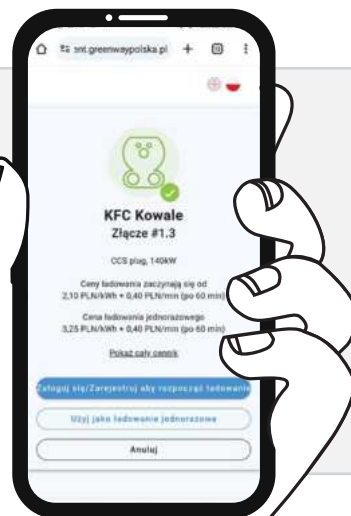 ent.greenwaypolska.pl
KFC Kowale
Złącze #1.3
CCS plug, 140kW
Ceny ładowania zaczynają się od
2,10 PLN/kWh + 0,40 PLN/min (po 60 min)
Cena ładowania jednorazowego
3,25 PLN/kWh + 0,40 PLN/min (po 60 min)
Pokaż cały cennik
Zaloguj się/Zarejestruj aby rozpocząć ładowanie
Użyj jako ładowanie jednorazowe
Anuluj